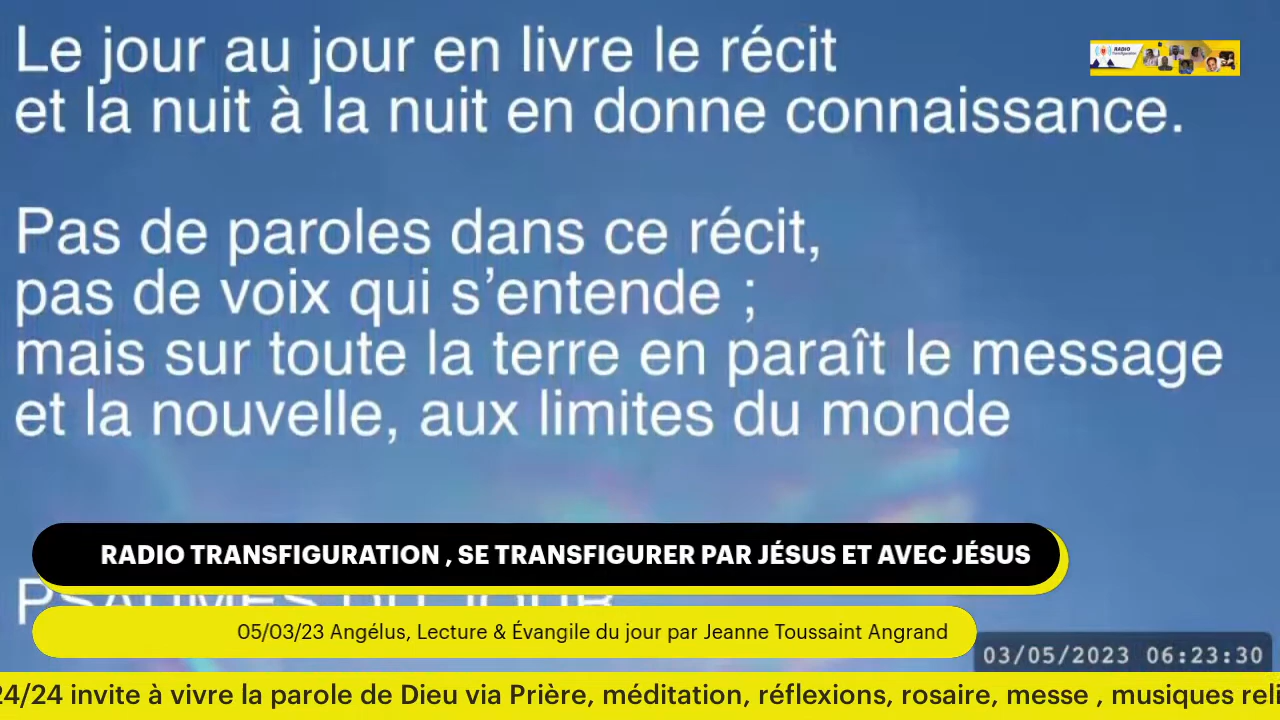 Le jour au jour en livre le récit
et la nuit à la nuit en donne connaissance.
Pas de paroles dans ce récit,
pas de voix qui s’entende ;
mais sur toute la terre en paraît le message
et la nouvelle, aux limites du monde
RADIO TRANSFIGURATION , SE TRANSFIGURER PAR JÉSUS ET AVEC JÉSUS
PSAUMES DU JOUR
05/03/23 Angélus, Lecture & Évangile du jour par Jeanne Toussaint Angrand
03/05/2023 06:23:30
24/24 invite à vivre la parole de Dieu via Prière, méditation, réflexions, rosaire, messe , musiques reli